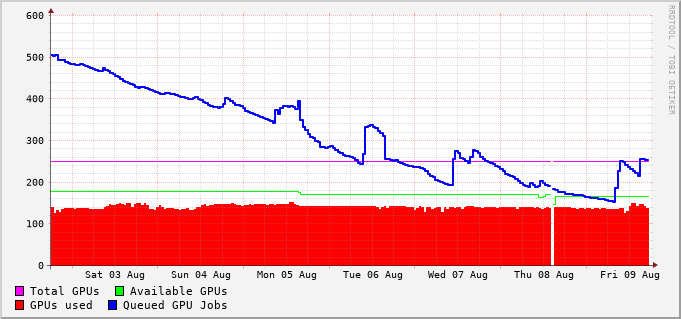 RRDTOOL / TOBI OETIKER
600
500
400
300
200
100
0
Sat 03 Aug Sun 04 Aug Mon 05 Aug Tue 06 Aug Wed 07 Aug Thu 08 Aug Fri 09 Aug
Total GPUs Available GPUs
GPUs used Queued GPU Jobs